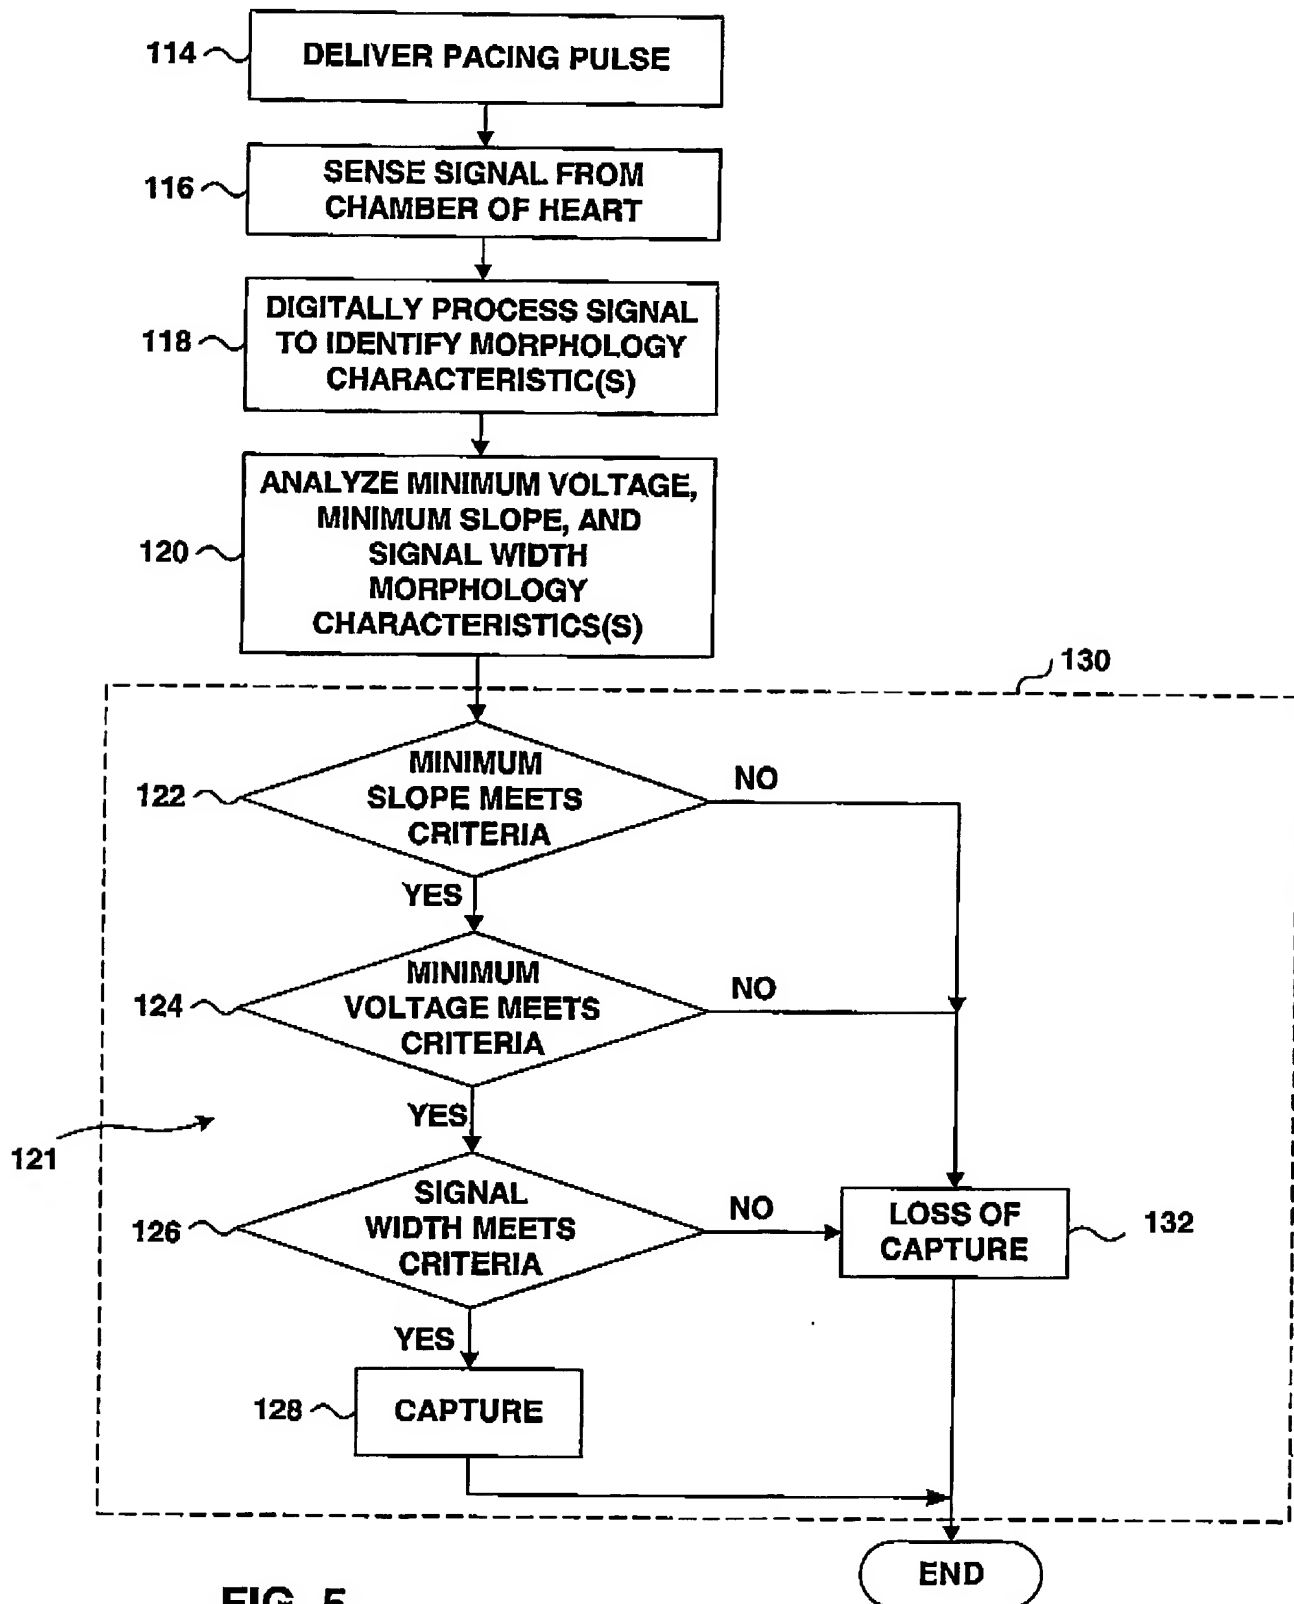 114
DELIVER PACING PULSE
116
SENSE SIGNAL FROM
CHAMBER OF HEART
118
DIGITALLY PROCESS SIGNAL
TO IDENTIFY MORPHOLOGY
CHARACTERISTIC(S)
120
ANALYZE MINIMUM VOLTAGE,
MINIMUM SLOPE, AND
SIGNAL WIDTH
MORPHOLOGY
CHARACTERISTICS(S)
130
122
MINIMUM
SLOPE MEETS
CRITERIA
NO
YES
124
MINIMUM
VOLTAGE MEETS
CRITERIA
NO
YES
121
126
SIGNAL
WIDTH MEETS
CRITERIA
NO
LOSS OF
CAPTURE
132
YES
128
CAPTURE
END
FIG. 5